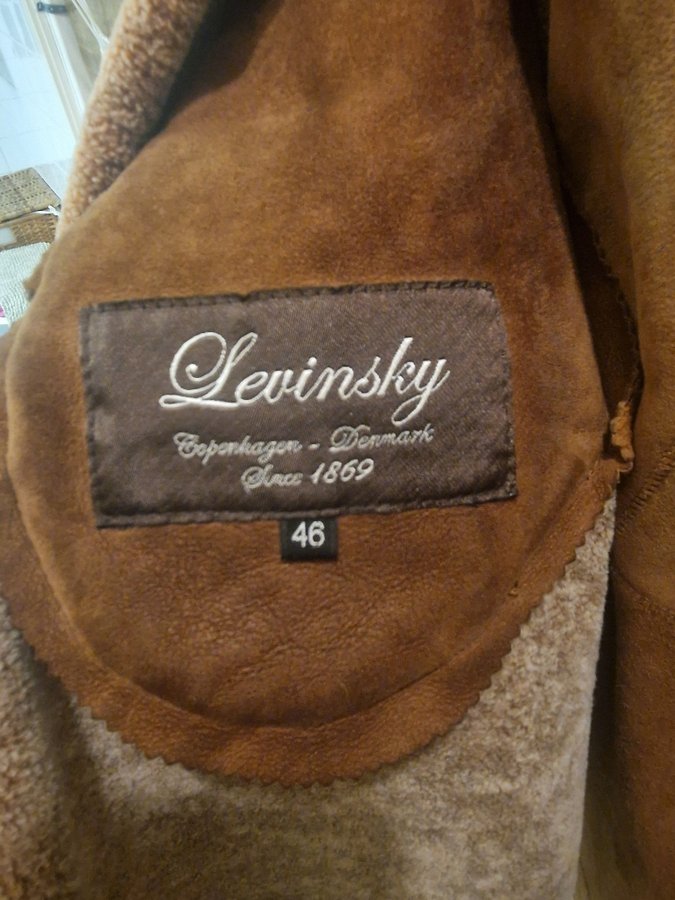 Levinsky
Copenhagen - Denmark
Since 1869
46